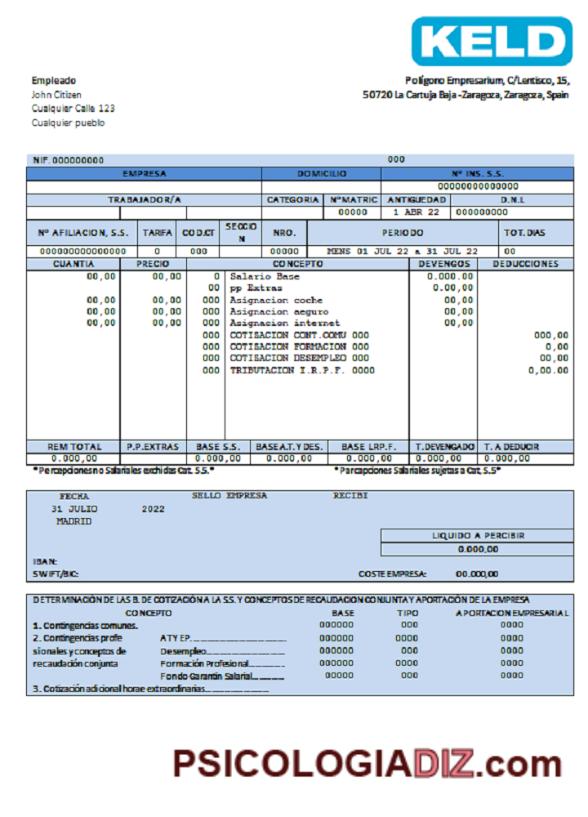 KELD
Empleado
Polígono Empresarium, C/Lentisco, 15,
John Citizen
50720 La Cartuja Baja -Zaragoza, Zaragoza, Spain
Cualquier Calle 123
Cualquier pueblo
NIF. 000000000 000
EMPRESA DOMICILIO Nº INS. S.S.
00000000000000
TRABAJADOR/A CATEGORIA NºMATRIC ANTIGUEDAD D.N.I.
00000 1 ABR 22 000000000
Nº AFILIACION, S.S. TARIFA COD.CT SECCION NRO. PERIODO TOT. DIAS
000000000000000 0 000 00000 MENS 01 JUL 22 a 31 JUL 22 00
CUANTIA PRECIO CONCEPTO DEVENGOS DEDUCCIONES
00,00 00,00 0 Salario Base 0.000.00
00 pp Extras 0.00,00
00,00 00,00 000 Asignacion coche 00,00
00,00 00,00 000 Asignacion seguro 00,00
00,00 00,00 000 Asignacion internet 00,00
000 COTISACION CONT.COMU 000 000,00
000 COTISACION FORMACION 000 0,00
000 COTISACION DESEMPLEO 000 00,00
000 TRIBUTACION I.R.P.F. 0000 0,00.00
REM TOTAL P.P.EXTRAS BASE S.S. BASE A.T. Y DES. BASE I.R.P.F. T. DEVENGADO T. A DEDUCIR
0.000,00 0.000,00 0.000,00 0.000,00 0.000,00 0.000,00
*Percepciones no Salariales exchidas Cat. S.S.* *Parcapciones Salariales sujetas a Cat, S.S*
FECHA SELLO EMPRESA RECIBI
31 JULIO 2022
MADRID
LIQUIDO A PERCIBIR
0.000,00
IBAN:
SWIFT/BIC: COSTE EMPRESA: 00.000,00
DETERMINACIÓN DE LAS B. DE COTIZACIÓN A LA S.S. Y CONCEPTOS DE RECAUDACION CONJUNTA Y APORTACIÓN DE LA EMPRESA
CONCEPTO BASE TIPO APORTACION EMPRESARIAL
1. Contingencias comunes. 000000 000 0000
2. Contingencias profe AT Y EP. 000000 0000 0000
sionales y conceptos de Desempleo 000000 0000 0000
recaudación conjunta Formación Profesional 000000 0000 0000
Fondo Garantin Salarial 00000 000 0000
3. Cotización adicional horae extraordinarias
PSICOLOGIADIZ.com